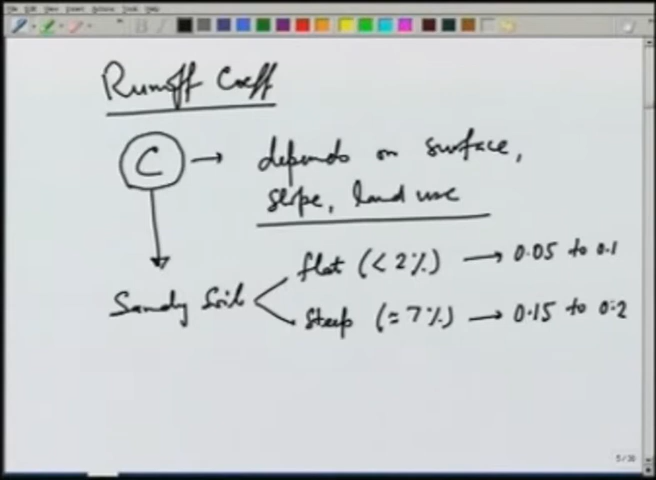 Runoff Coeff
C → depends on surface,
slope, land use
Sandy Soil
flat (< 2%) → 0.05 to 0.1
Steep (≈ 7%) → 0.15 to 0.2
5/30